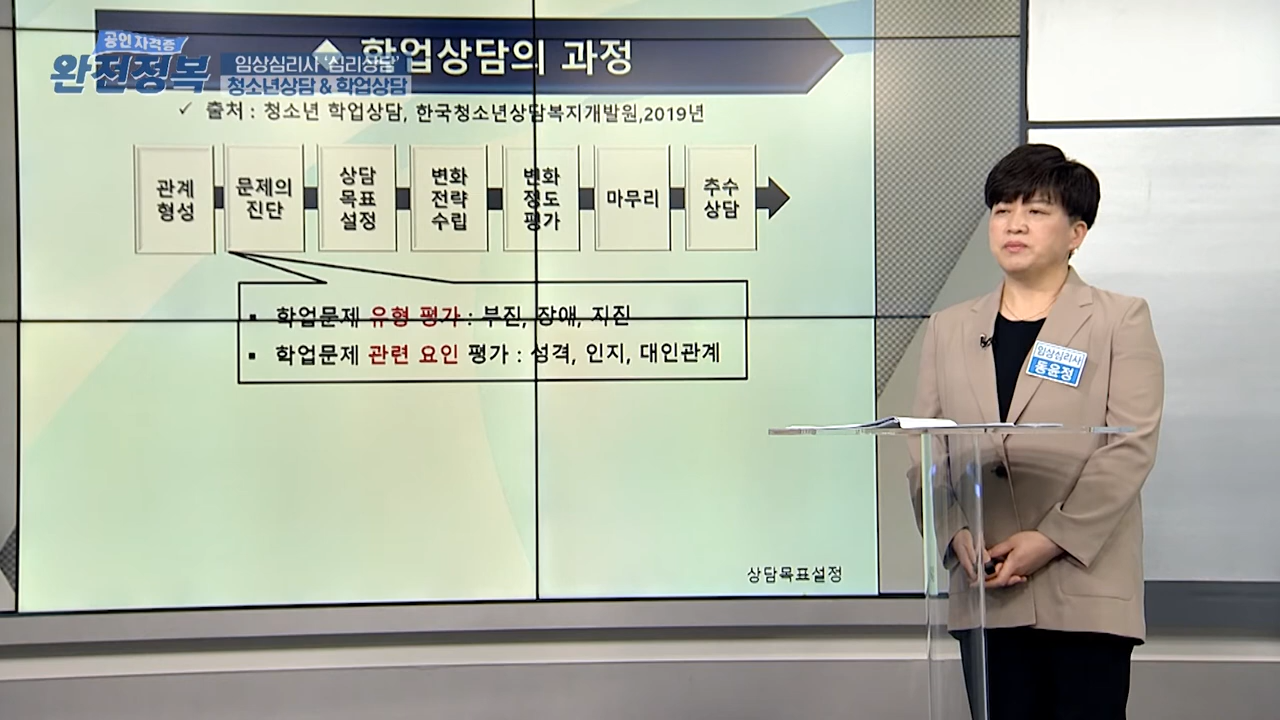 공인 자격증
완전정복
임상심리사 '심리상담'
청소년상담 & 학업상담
학업상담의 과정
✓ 출처 : 청소년 학업상담, 한국청소년상담복지개발원,2019년
관계
형성
문제의
진단
상담
목표
설정
변화
전략
수립
변화
정도
평가
마무리
추수
상담
▪ 학업문제 유형 평가 : 부진, 장애, 지진
▪ 학업문제 관련 요인 평가 : 성격, 인지, 대인관계
상담목표설정
임상심리사
동윤정